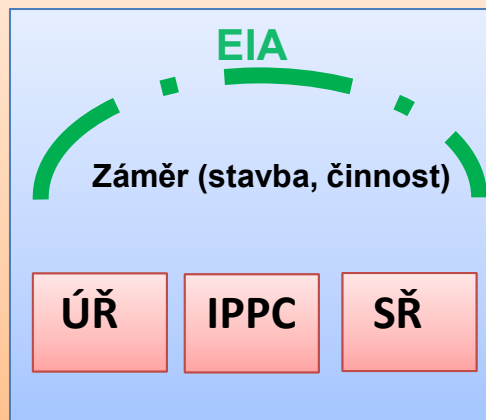 EIA
Záměr (stavba, činnost)
ÚŘ IPPC SŘ